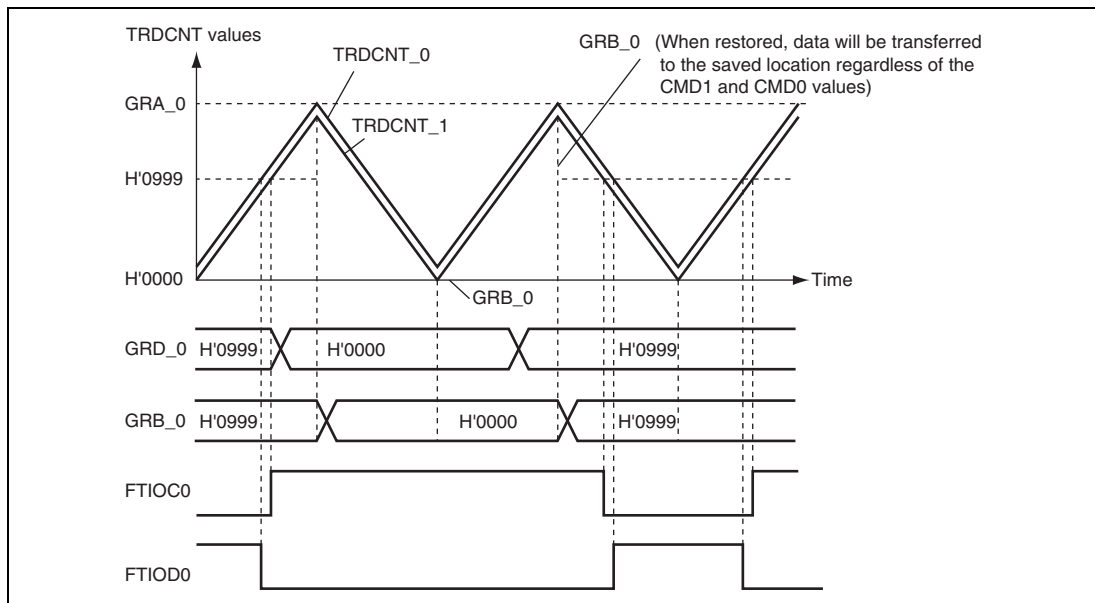 TRDCNT values
TRDCNT_0
GRB_0 (When restored, data will be transferred
to the saved location regardless of the
CMD1 and CMD0 values)
GRA_0
TRDCNT_1
H'0999
H'0000
Time
GRB_0
GRD_0 H'0999 H'0000 H'0999
GRB_0 H'0999 H'0000 H'0999
FTIOC0
FTIOD0